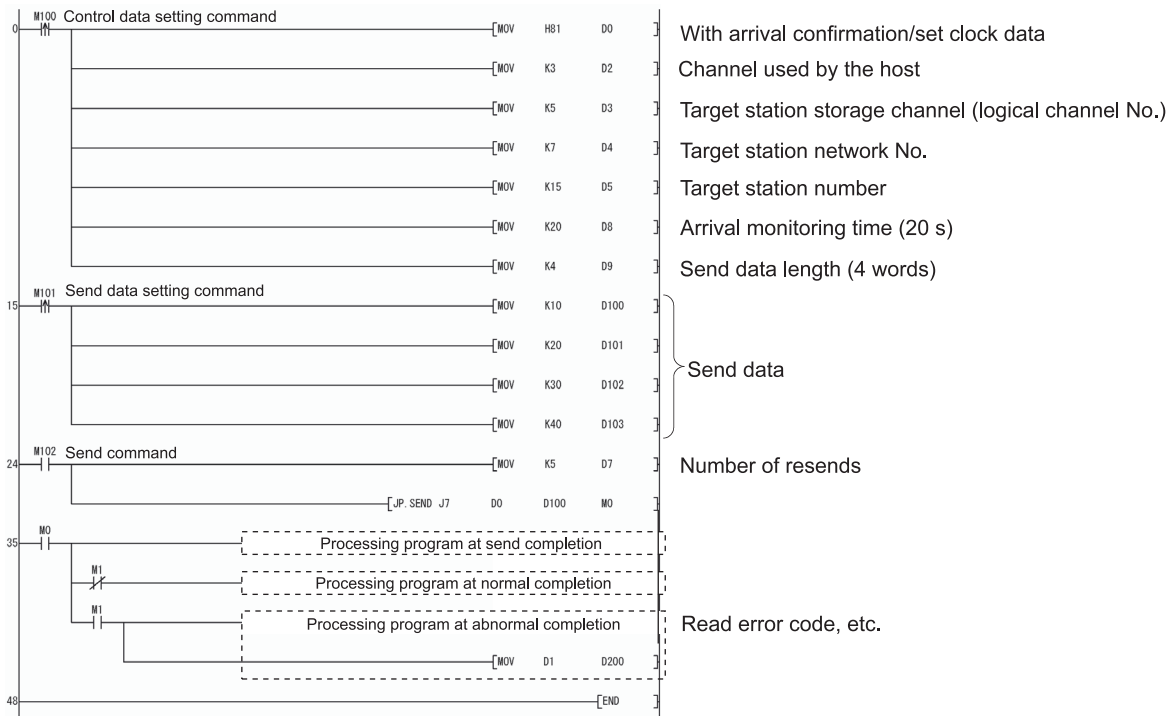 M100 Control data setting command
0 [MOV H81 D0 ] With arrival confirmation/set clock data
[MOV K3 D2 ] Channel used by the host
[MOV K5 D3 ] Target station storage channel (logical channel No.)
[MOV K7 D4 ] Target station network No.
[MOV K15 D5 ] Target station number
[MOV K20 D8 ] Arrival monitoring time (20 s)
[MOV K4 D9 ] Send data length (4 words)
M101 Send data setting command
15 [MOV K10 D100 ]
[MOV K20 D101 ]
Send data
[MOV K30 D102 ]
[MOV K40 D103 ]
M102 Send command
24 [MOV K5 D7 ] Number of resends
[JP.SEND J7 D0 D100 M0 ]
M0
35 Processing program at send completion
M1
Processing program at normal completion
M1
Processing program at abnormal completion Read error code, etc.
[MOV D1 D200 ]
48 [END ]